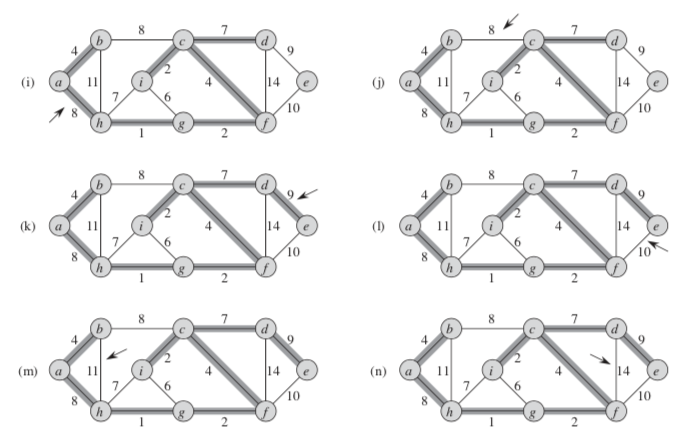 8 7
b c d
4 9
2
(i) a 11 i 4 14 e
7 6
8 10
h g f
1 2
8 7
b c d
4 9
2
(j) a 11 i 4 14 e
7 6
8 10
h g f
1 2
8 7
b c d
4 9
2
(k) a 11 i 4 14 e
7 6
8 10
h g f
1 2
8 7
b c d
4 9
2
(l) a 11 i 4 14 e
7 6
8 10
h g f
1 2
8 7
b c d
4 9
2
(m) a 11 i 4 14 e
7 6
8 10
h g f
1 2
8 7
b c d
4 9
2
(n) a 11 i 4 14 e
7 6
8 10
h g f
1 2